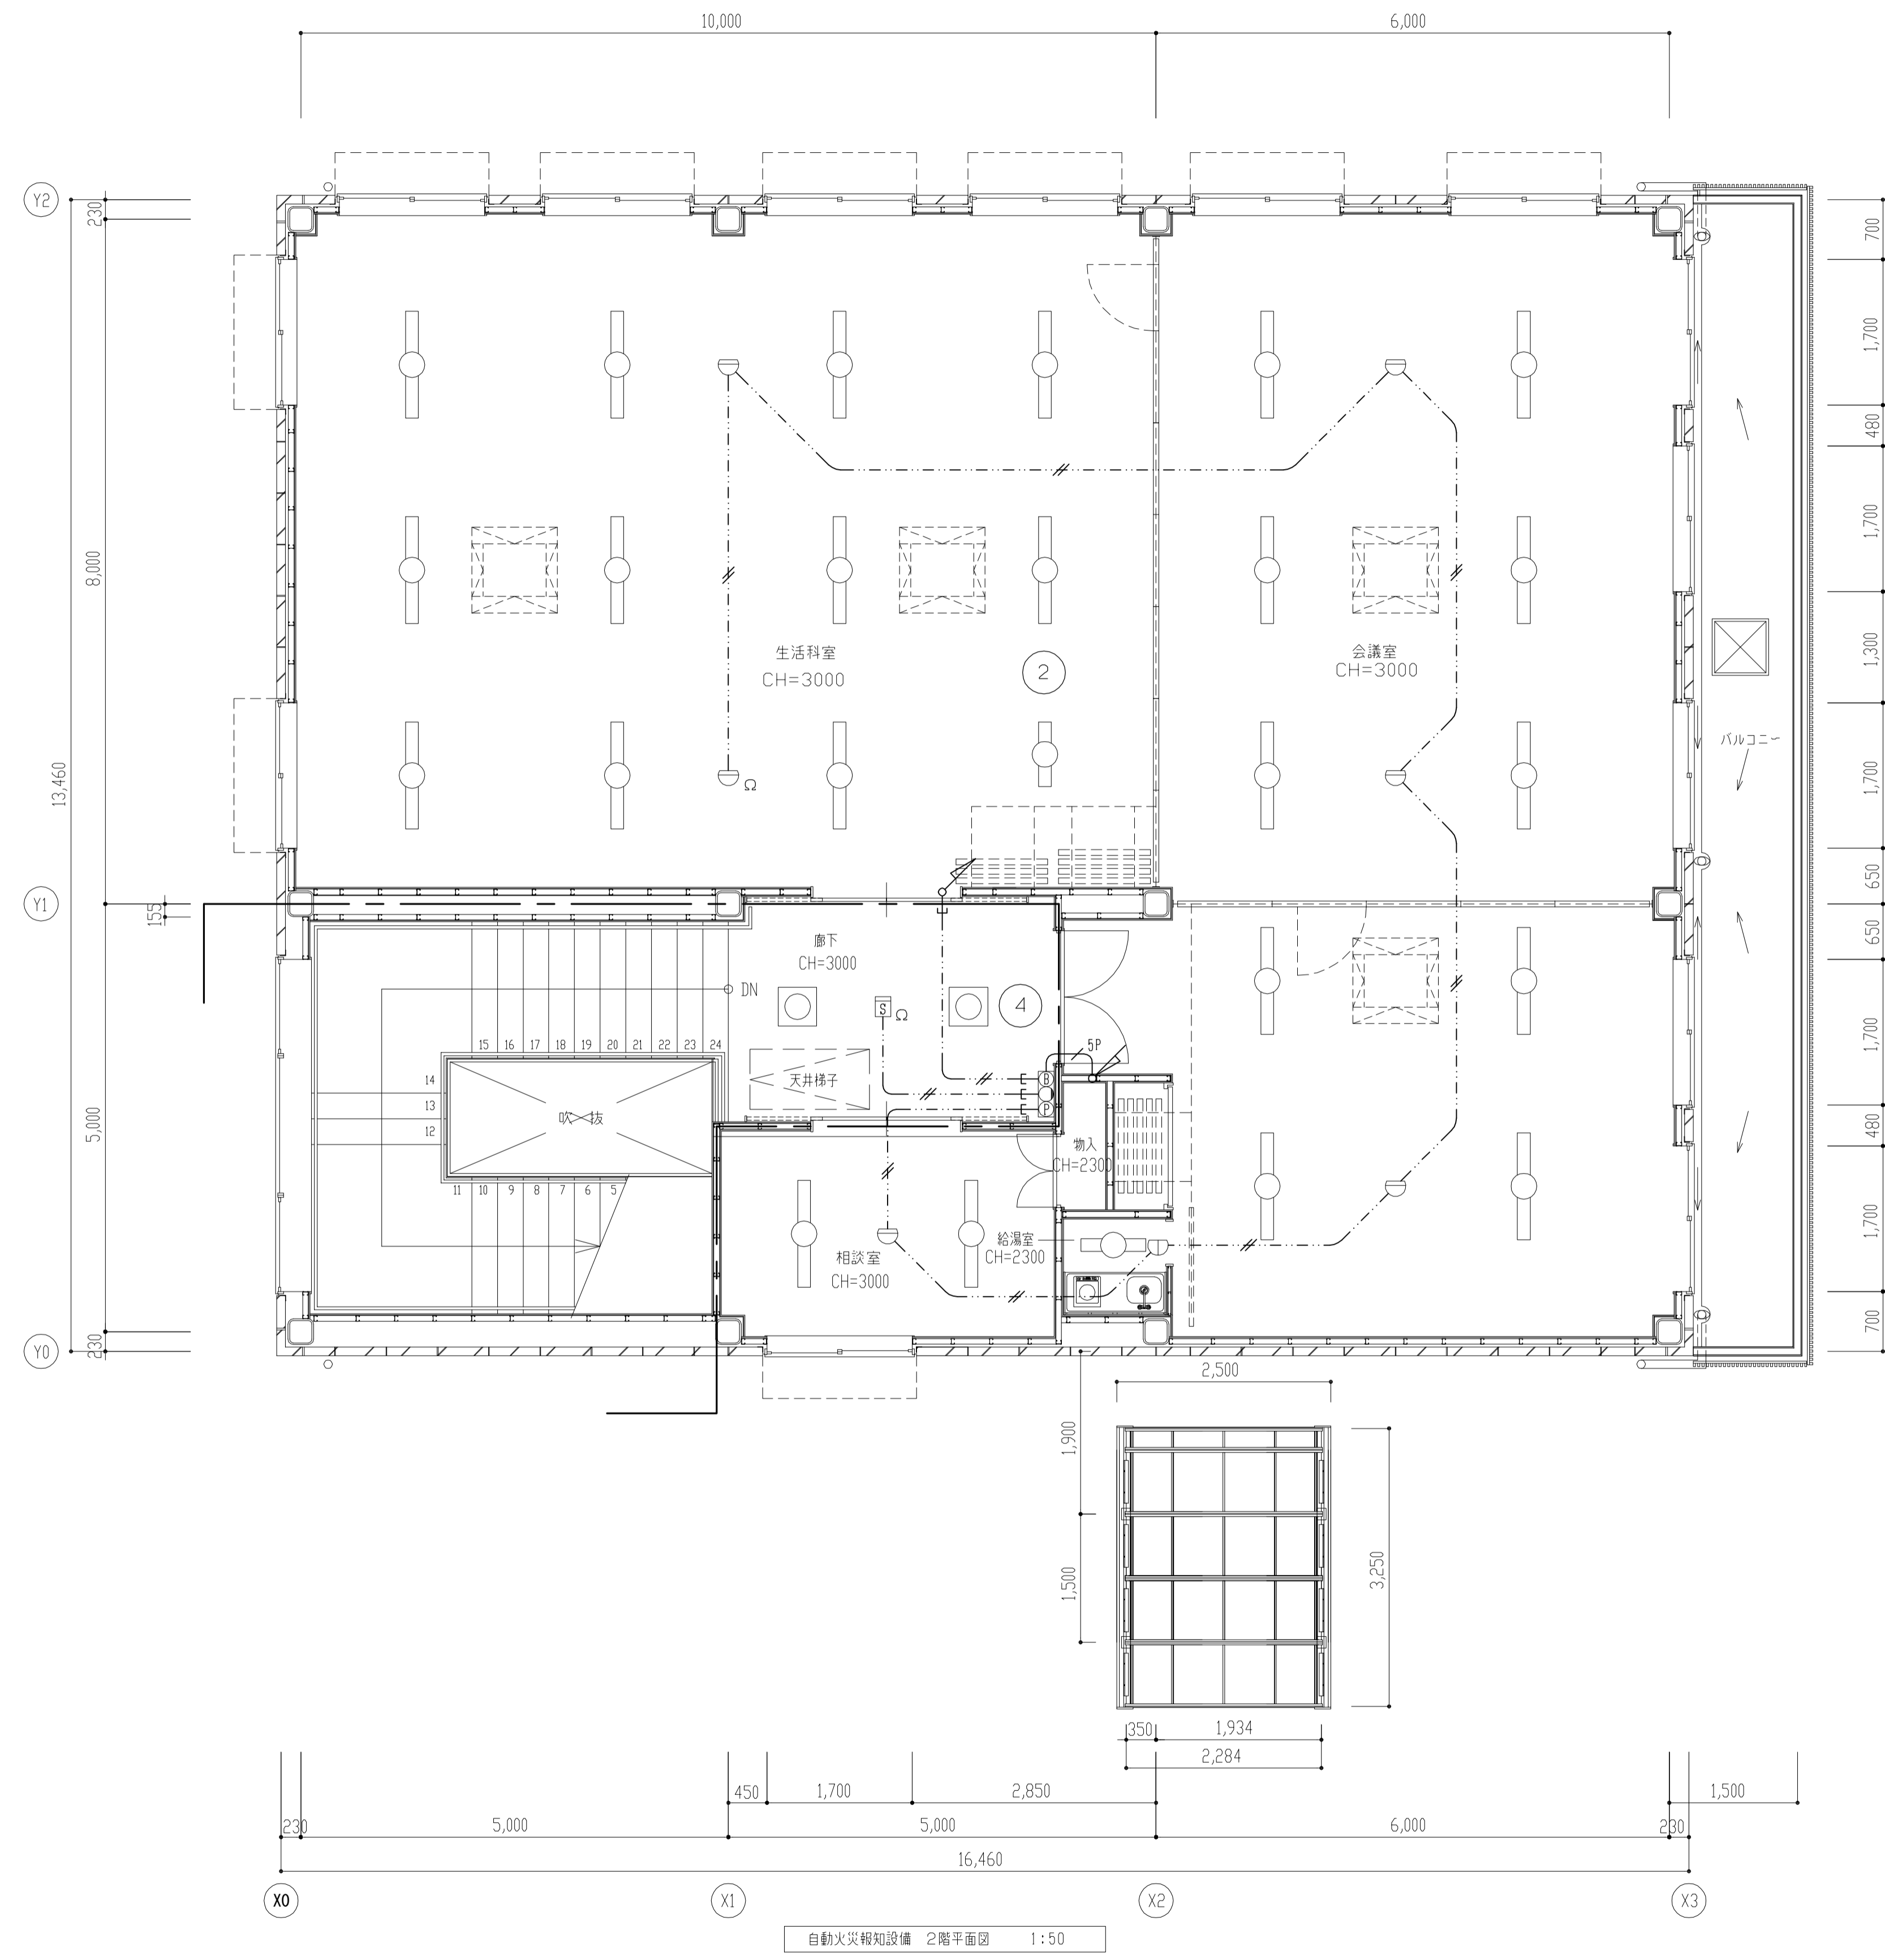 10,000
6,000
Y2
230
700
1,700
480
8,000
1,700
生活科室
CH=3000
2
会議室
CH=3000
1,300
バルコニー
13,460
1,700
Ω
650
Y1
155
廊下
CH=3000
650
DN
4
S
Ω
1,700
15 16 17 18 19 20 21 22 23 24
5P
14
13
12
天井梯子
B
P
吹抜
5,000
480
物入
CH=2300
11 10 9 8 7 6 5
1,700
給湯室
CH=2300
相談室
CH=3000
700
Y0
230
2,500
1,900
1,500
3,250
350
1,934
2,284
450
1,700
2,850
1,500
230
5,000
5,000
6,000
230
16,460
X0
X1
X2
X3
自動火災報知設備 2階平面図 1:50